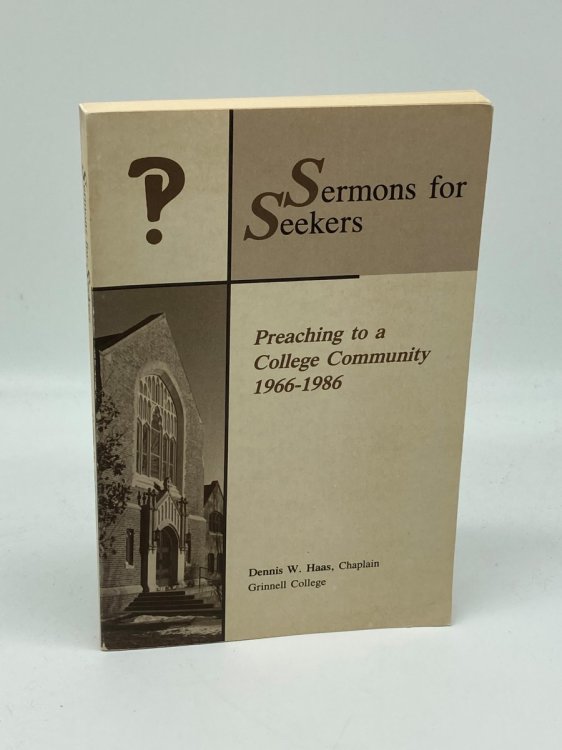 ?
Sermons for
Seekers
Preaching to a
College Community
1966-1986
Dennis W. Haas, Chaplain
Grinnell College